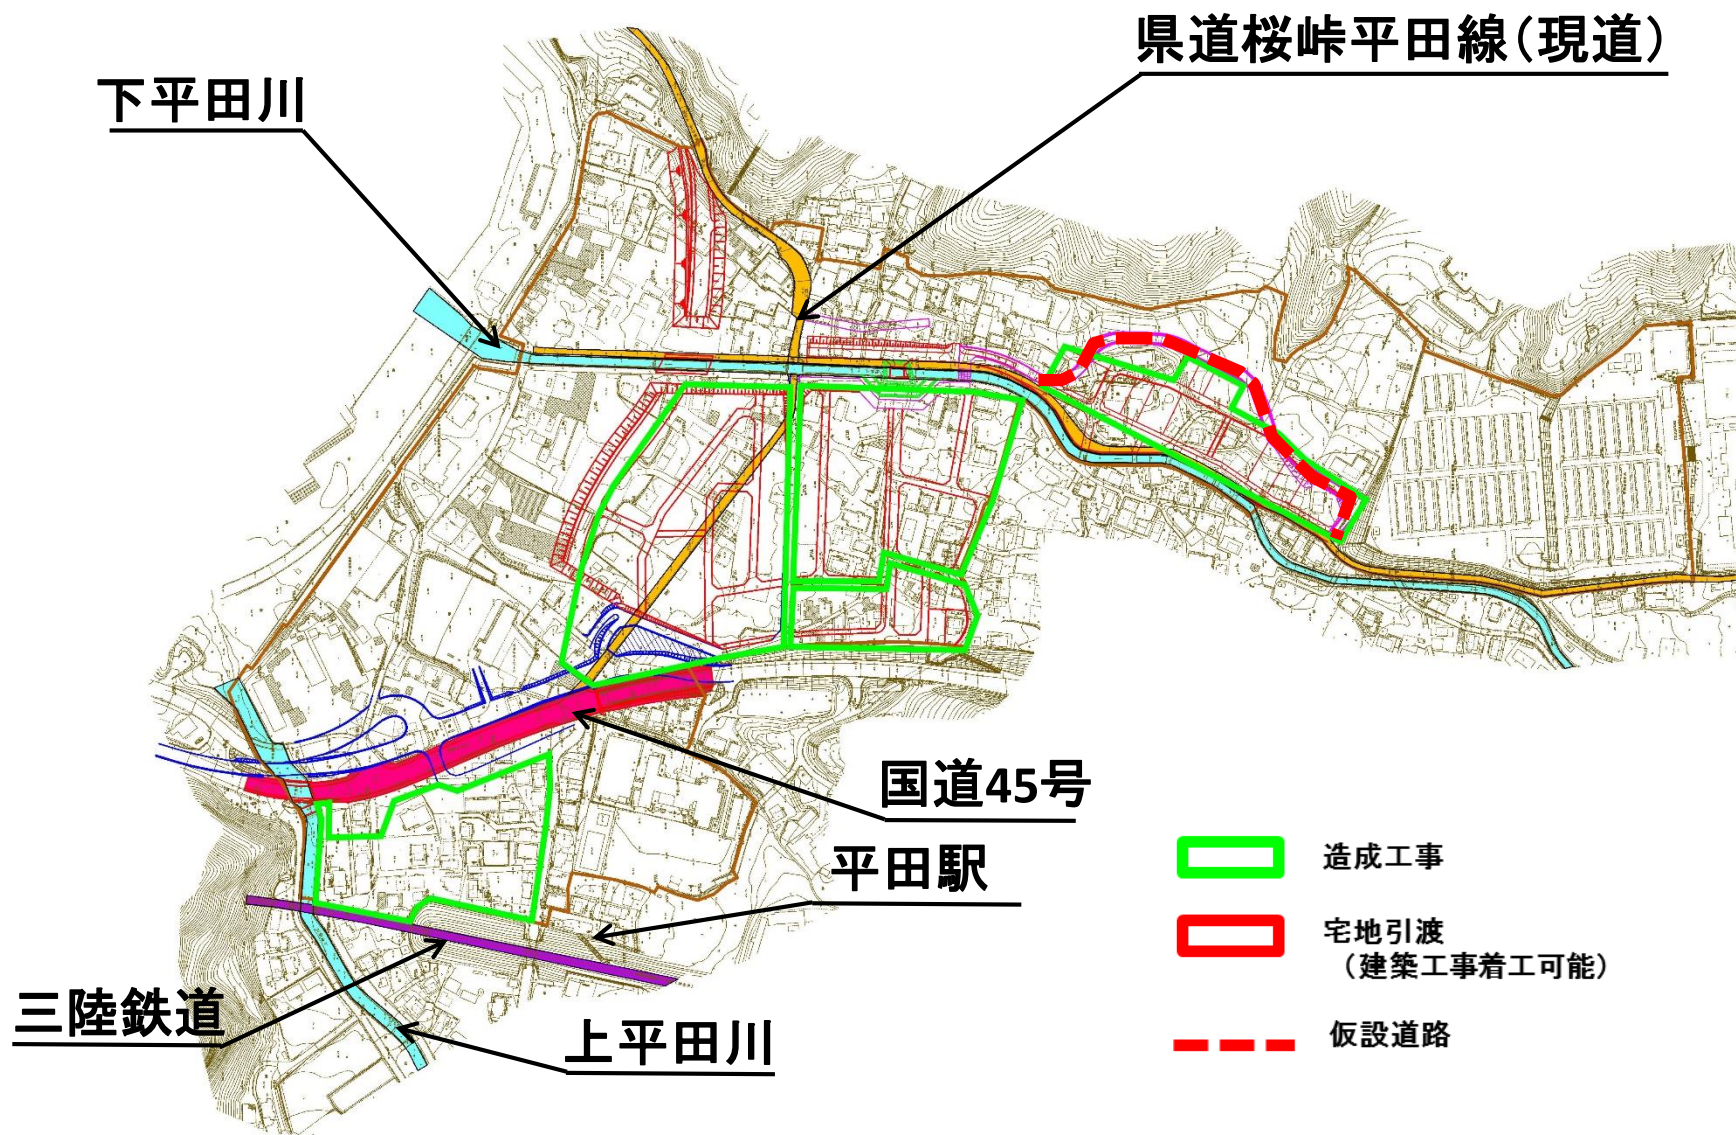 県道桜峠平田線（現道）
下平田川
国道45号
平田駅
三陸鉄道
上平田川
造成工事
宅地引渡
（建築工事着工可能）
仮設道路